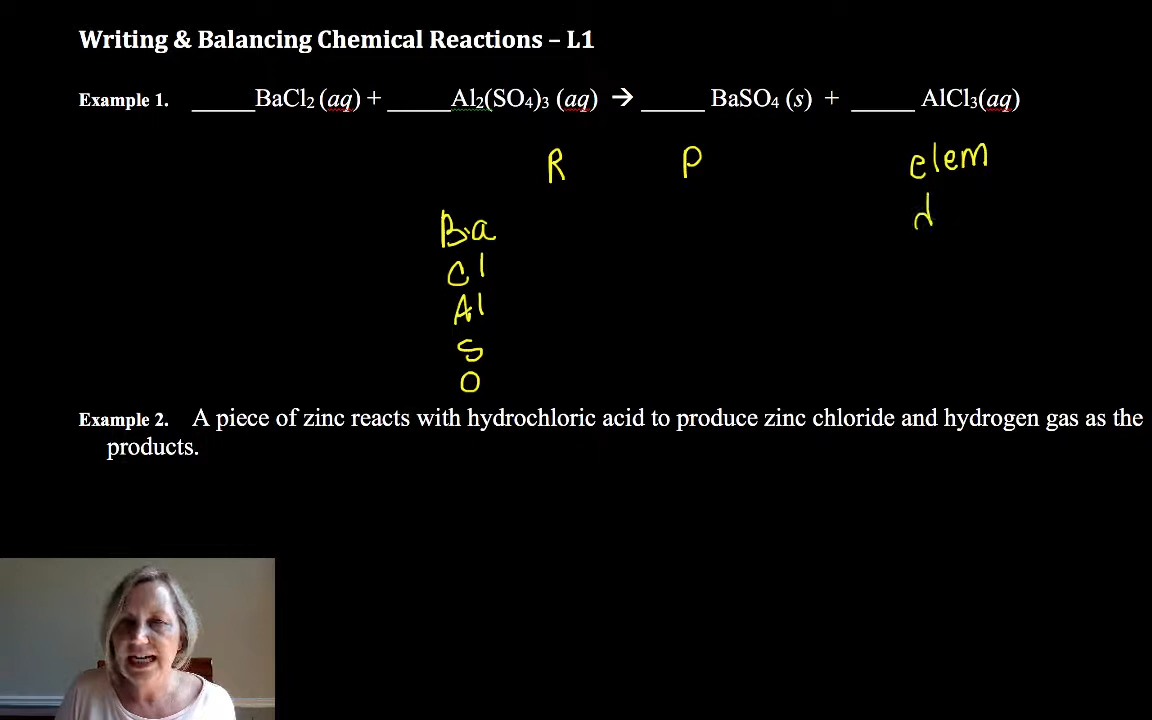 Writing & Balancing Chemical Reactions – L1
Example 1. _____BaCl₂ (aq) + _____Al₂(SO₄)₃ (aq) → _____ BaSO₄ (s) + _____ AlCl₃(aq)
R P elem
d
Ba
Cl
Al
S
O
Example 2. A piece of zinc reacts with hydrochloric acid to produce zinc chloride and hydrogen gas as the
products.